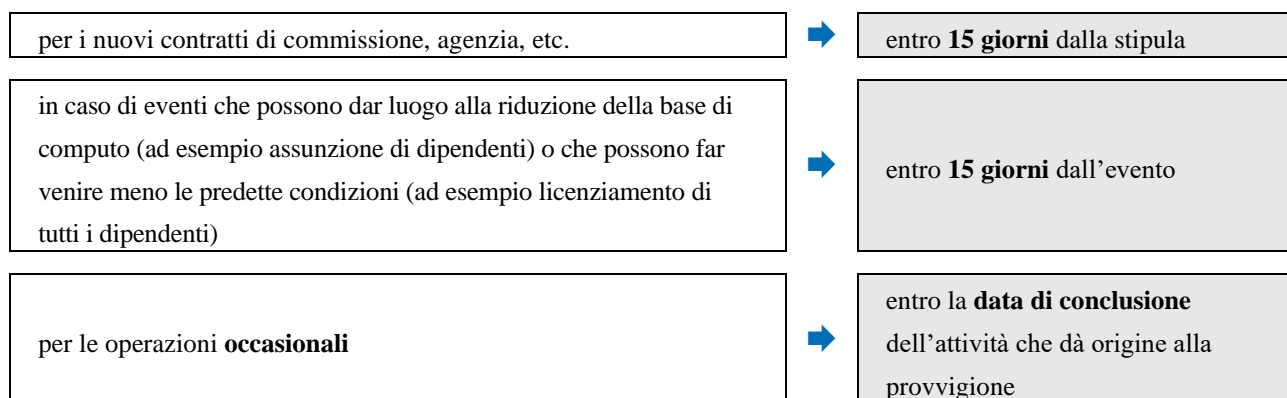 per i nuovi contratti di commissione, agenzia, etc.
entro 15 giorni dalla stipula
in caso di eventi che possono dar luogo alla riduzione della base di
computo (ad esempio assunzione di dipendenti) o che possono far
venire meno le predette condizioni (ad esempio licenziamento di
tutti i dipendenti)
entro 15 giorni dall’evento
per le operazioni occasionali
entro la data di conclusione
dell’attività che dà origine alla
provvigione